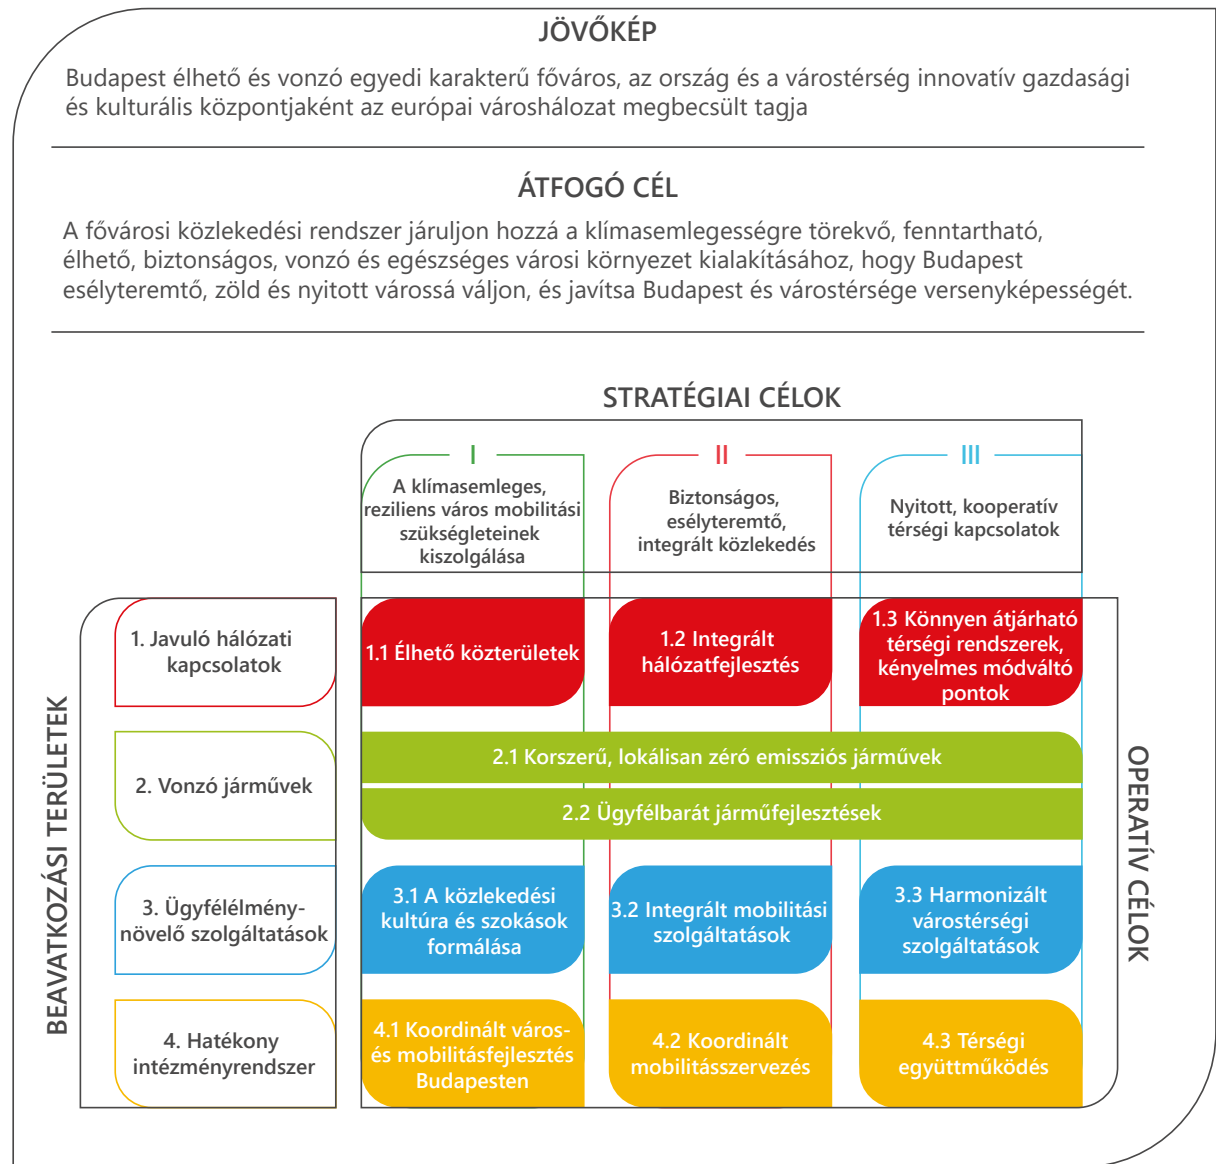 JÖVŐKÉP
Budapest élhető és vonzó egyedi karakterű főváros, az ország és a várostérség innovatív gazdasági
és kulturális központjaként az európai városhálózat megbecsült tagja
ÁTFOGÓ CÉL
A fővárosi közlekedési rendszer járuljon hozzá a klímasemlegességre törekvő, fenntartható,
élhető, biztonságos, vonzó és egészséges városi környezet kialakításához, hogy Budapest
esélyteremtő, zöld és nyitott várossá váljon, és javítsa Budapest és várostérsége versenyképességét.
STRATÉGIAI CÉLOK
I
A klímasemleges,
reziliens város mobilitási
szükségleteinek
kiszolgálása
II
Biztonságos,
esélyteremtő,
integrált közlekedés
III
Nyitott, kooperatív
térségi kapcsolatok
BEAVATKOZÁSI TERÜLETEK
1. Javuló hálózati
kapcsolatok
1.1 Élhető közterületek
1.2 Integrált
hálózatfejlesztés
1.3 Könnyen átjárható
térségi rendszerek,
kényelmes módváltó
pontok
2. Vonzó járművek
2.1 Korszerű, lokálisan zéró emissziós járművek
2.2 Ügyfélbarát járműfejlesztések
3. Ügyfélélmény-
növelő szolgáltatások
3.1 A közlekedési
kultúra és szokások
formálása
3.2 Integrált mobilitási
szolgáltatások
3.3 Harmonizált
várostérségi
szolgáltatások
4. Hatékony
intézményrendszer
4.1 Koordinált város-
és mobilitásfejlesztés
Budapesten
4.2 Koordinált
mobilitásszervezés
4.3 Térségi
együttműködés
OPERATÍV CÉLOK